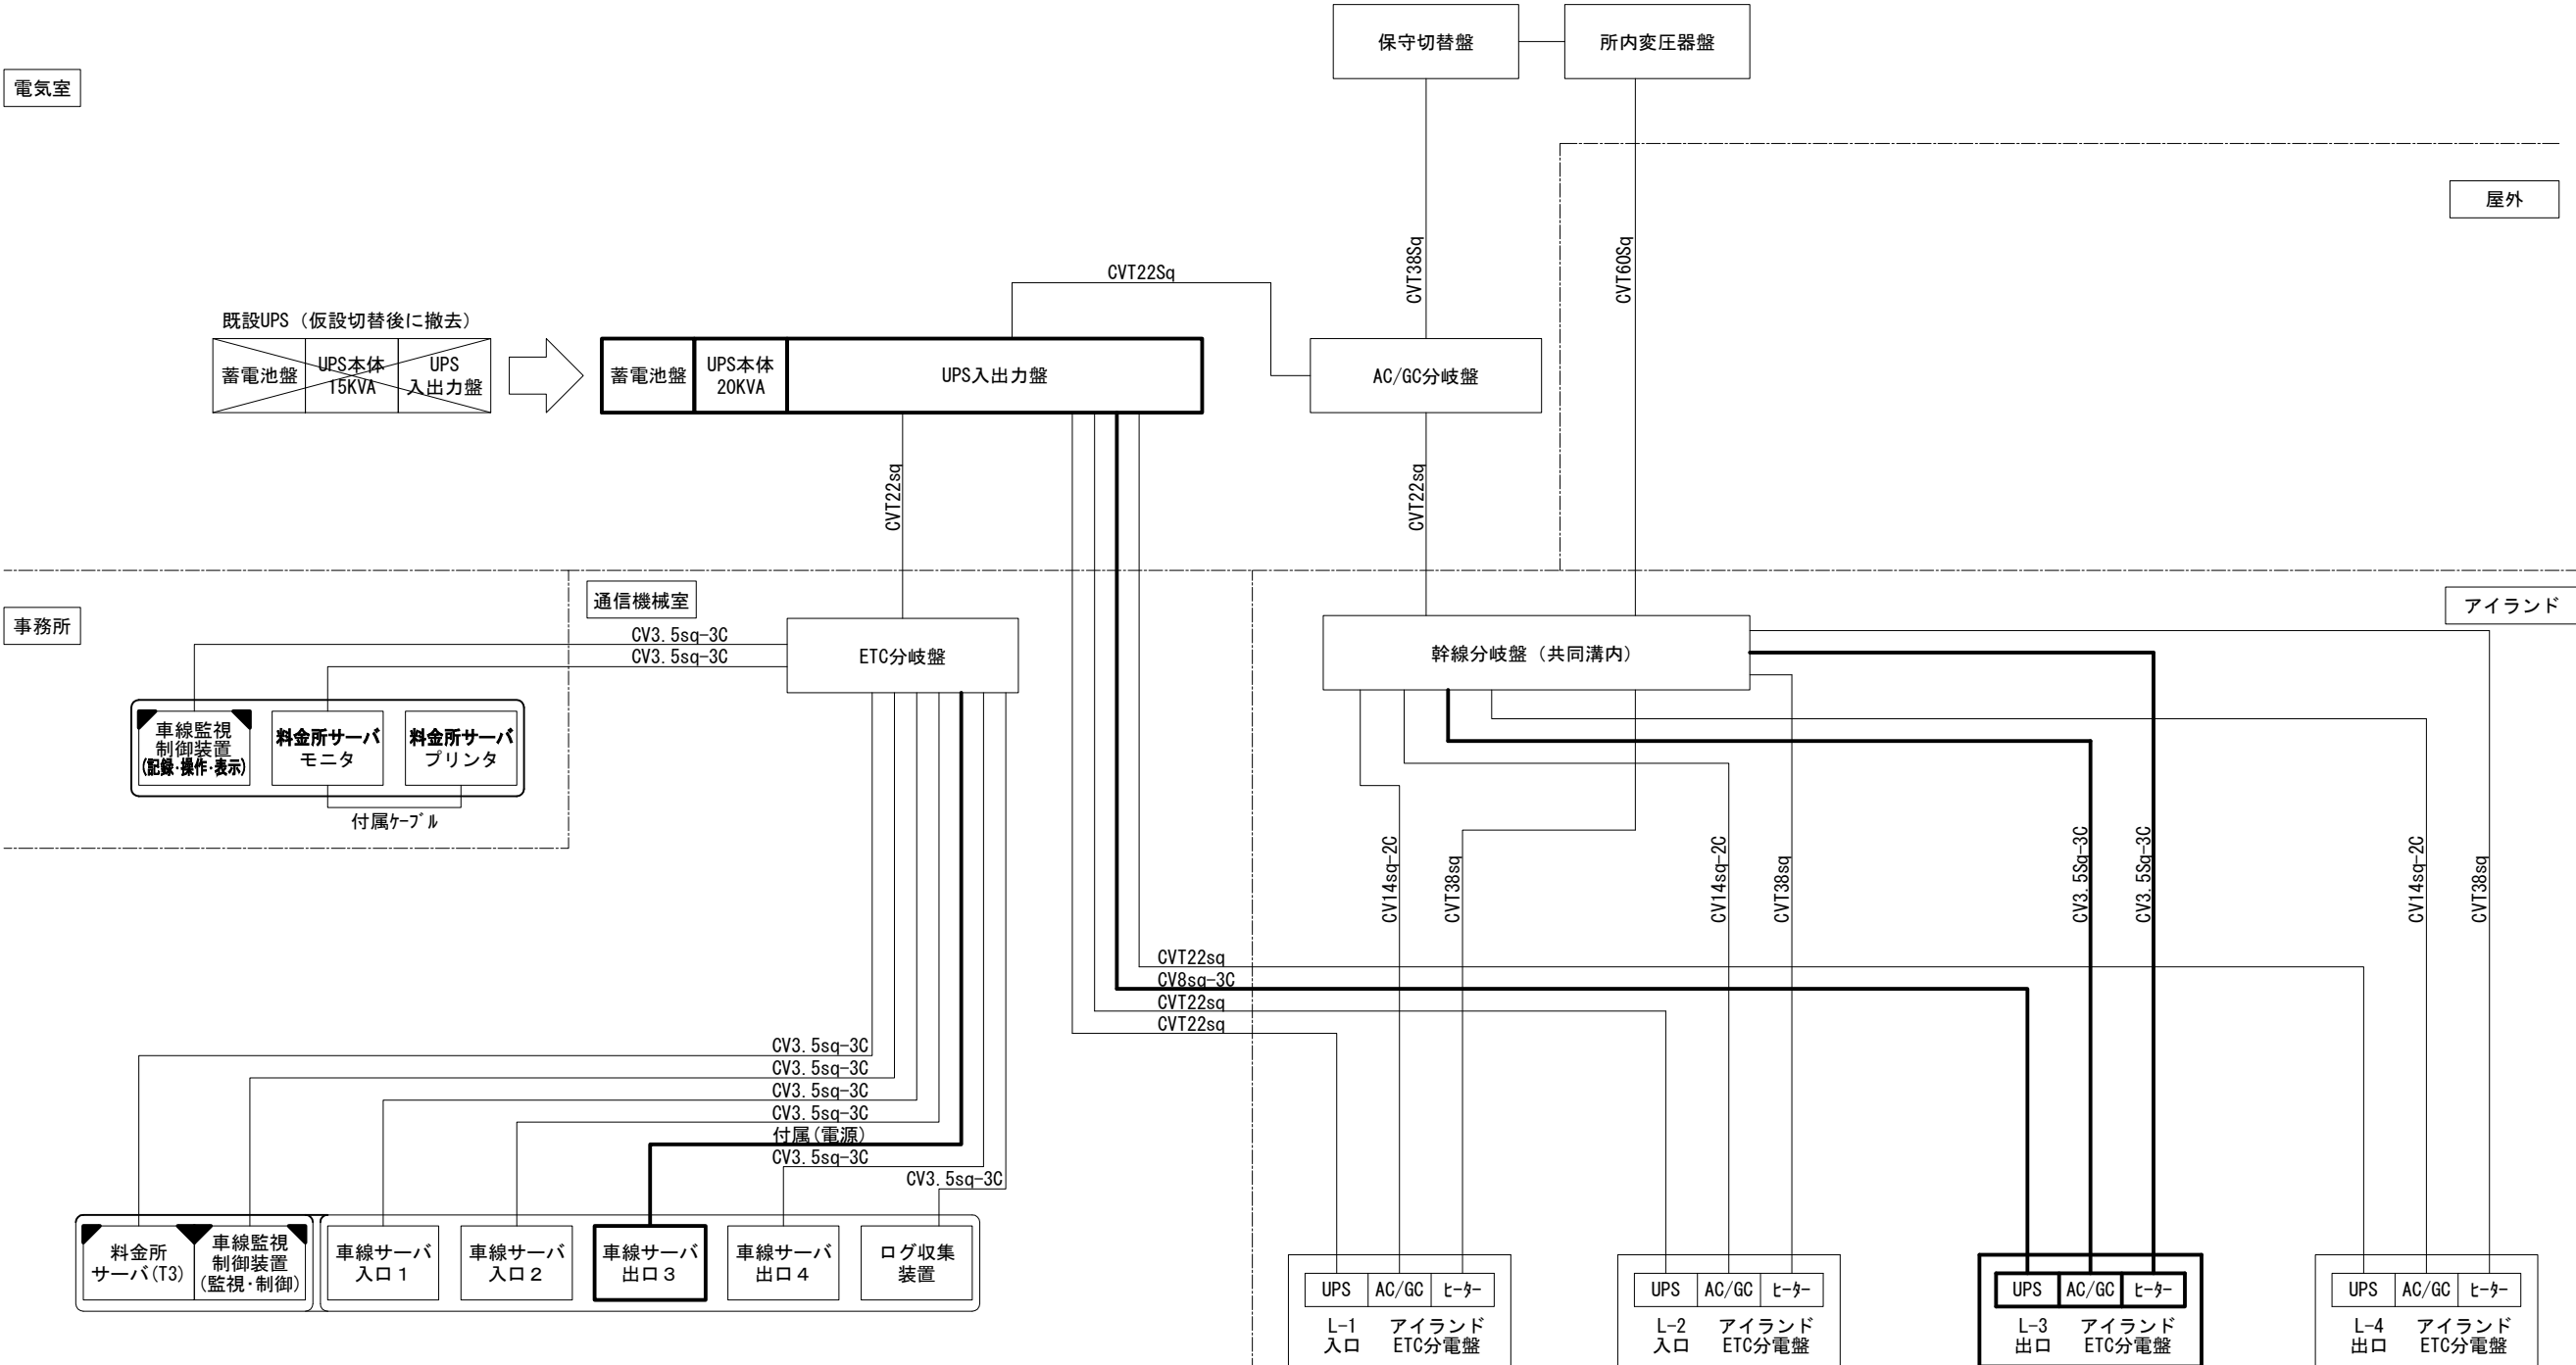 保守切替盤
所内変圧器盤
電気室
屋外
CVT38Sq
CVT60Sq
CVT22Sq
既設UPS（仮設切替後に撤去）
蓄電池盤
UPS本体
15KVA
UPS
入出力盤
蓄電池盤
UPS本体
20KVA
UPS入出力盤
AC/GC分岐盤
CVT22sq
CVT22sq
事務所
通信機械室
アイランド
CV3.5sq-3C
CV3.5sq-3C
ETC分岐盤
幹線分岐盤（共同溝内）
車線監視
制御装置
(記録･操作･表示)
料金所サーバ
モニタ
料金所サーバ
プリンタ
付属ｹｰﾌﾞﾙ
CV14sq-2C
CVT38sq
CV14sq-2C
CVT38sq
CV3.5Sq-3C
CV3.5Sq-3C
CV14sq-2C
CVT38sq
CVT22sq
CV8sq-3C
CVT22sq
CVT22sq
CV3.5sq-3C
CV3.5sq-3C
CV3.5sq-3C
CV3.5sq-3C
付属(電源)
CV3.5sq-3C
CV3.5sq-3C
料金所
サーバ(T3)
車線監視
制御装置
(監視･制御)
車線サーバ
入口１
車線サーバ
入口２
車線サーバ
出口３
車線サーバ
出口４
ログ収集
装置
UPS AC/GC ﾋｰﾀｰ
L-1 アイランド
入口 ETC分電盤
UPS AC/GC ﾋｰﾀｰ
L-2 アイランド
入口 ETC分電盤
UPS AC/GC ﾋｰﾀｰ
L-3 アイランド
出口 ETC分電盤
UPS AC/GC ﾋｰﾀｰ
L-4 アイランド
出口 ETC分電盤